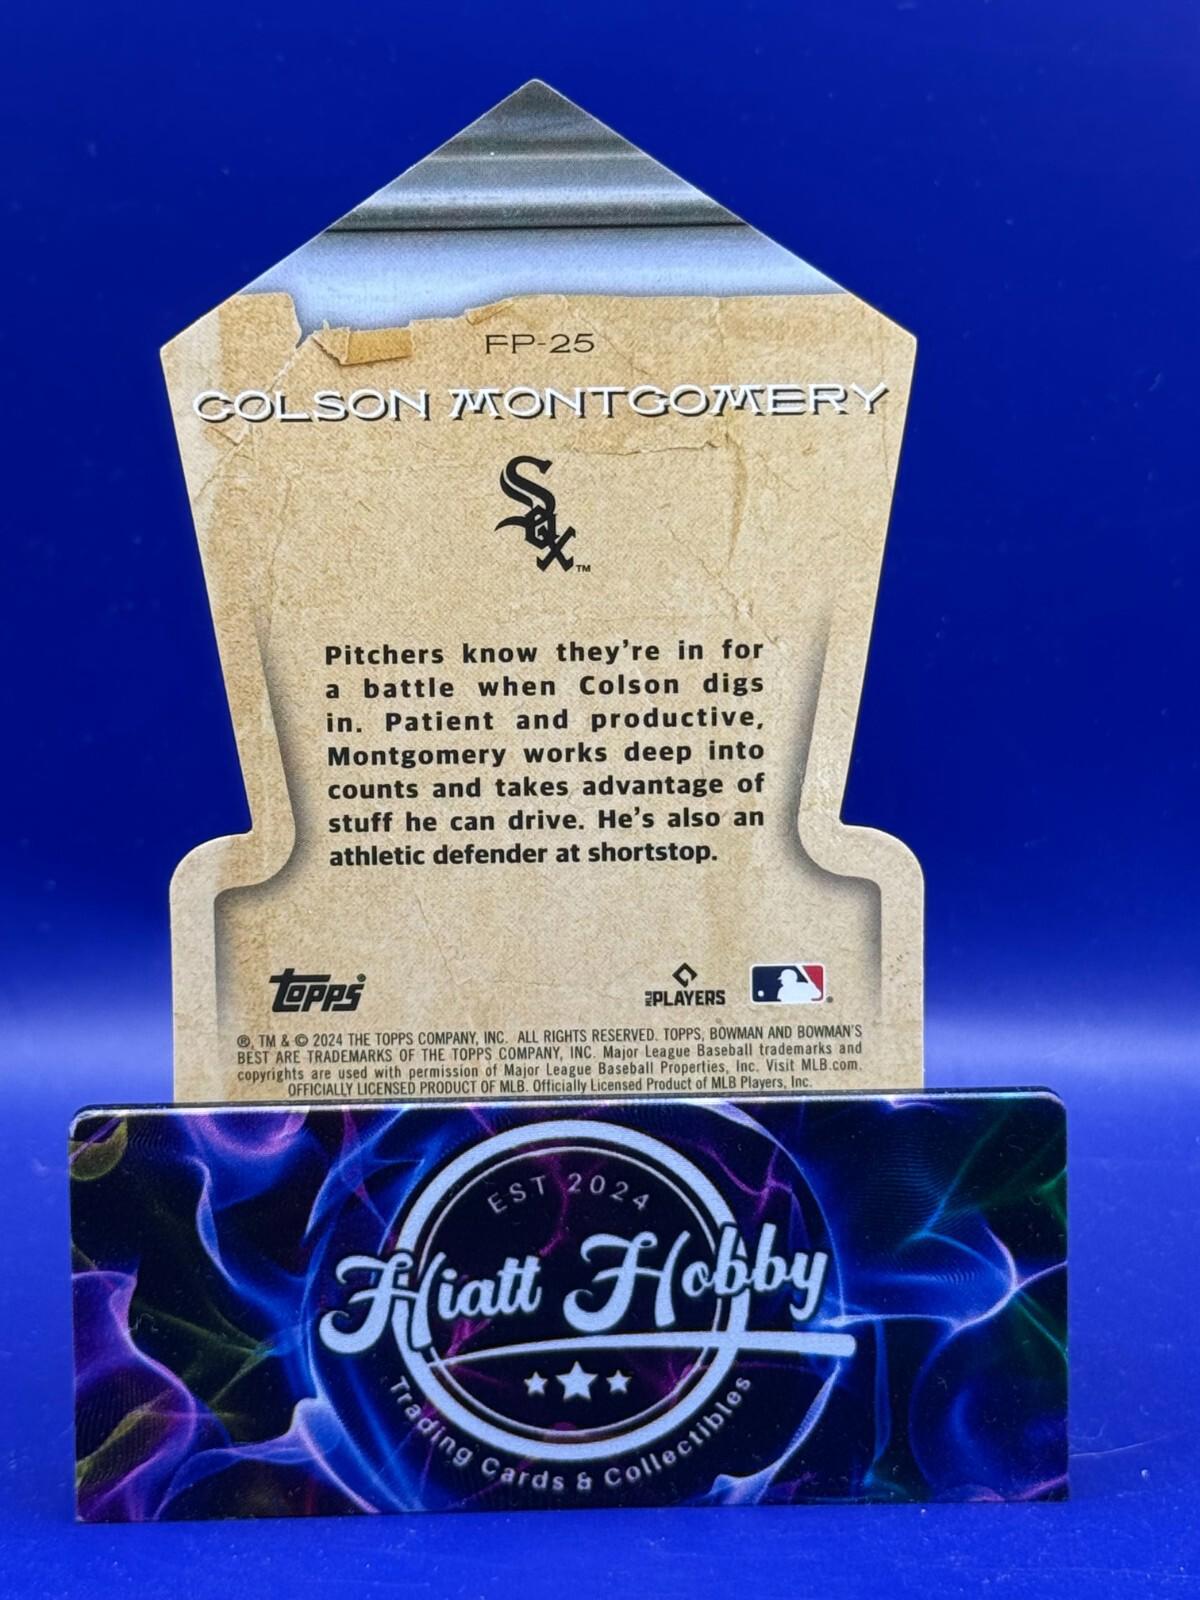 FP-25
COLSON MONTGOMERY
Sox™
Pitchers know they're in for
a battle when Colson digs
in. Patient and productive,
Montgomery works deep into
counts and takes advantage of
stuff he can drive. He's also an
athletic defender at shortstop.
Topps®
MLB PLAYERS
®, TM & © 2024 THE TOPPS COMPANY, INC. ALL RIGHTS RESERVED. TOPPS, BOWMAN AND BOWMAN'S
BEST ARE TRADEMARKS OF THE TOPPS COMPANY, INC. Major League Baseball trademarks and
copyrights are used with permission of Major League Baseball Properties, Inc. Visit MLB.com.
OFFICIALLY LICENSED PRODUCT OF MLB. Officially Licensed Product of MLB Players, Inc.
EST 2024
Hiatt Hobby
Trading Cards & Collectibles